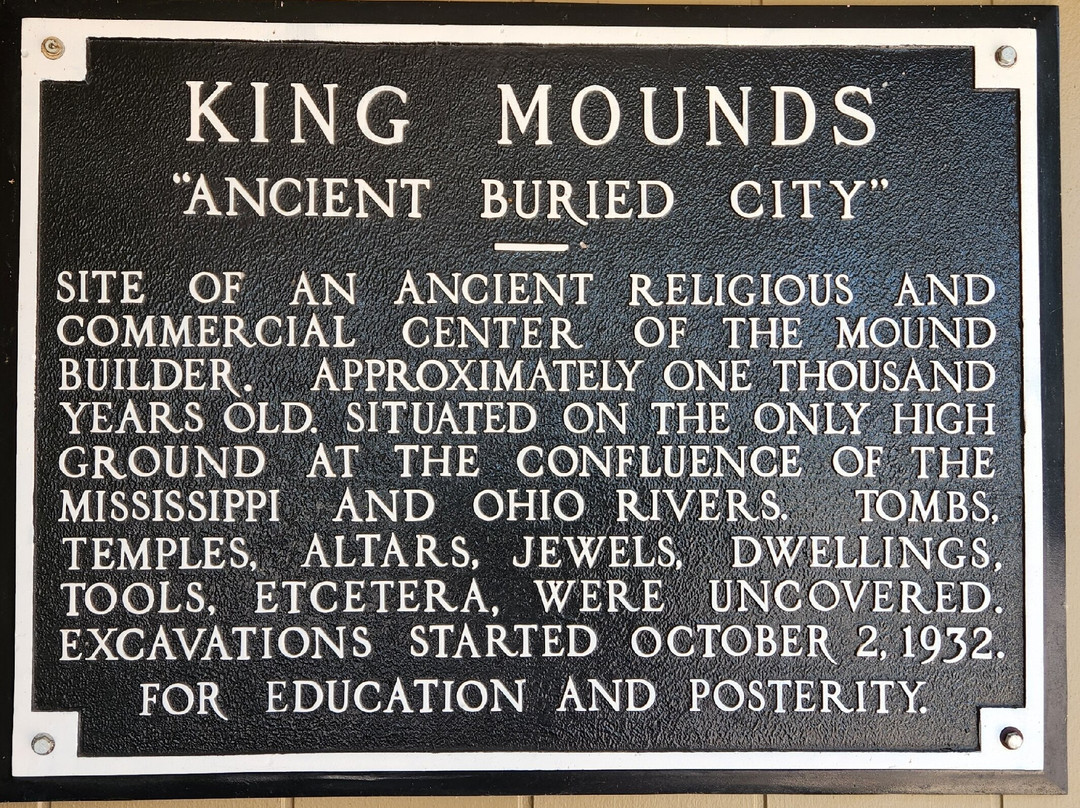 KING MOUNDS
"ANCIENT BURIED CITY"
SITE OF AN ANCIENT RELIGIOUS AND
COMMERCIAL CENTER OF THE MOUND
BUILDER. APPROXIMATELY ONE THOUSAND
YEARS OLD. SITUATED ON THE ONLY HIGH
GROUND AT THE CONFLUENCE OF THE
MISSISSIPPI AND OHIO RIVERS. TOMBS,
TEMPLES, ALTARS, JEWELS, DWELLINGS,
TOOLS, ETCETERA, WERE UNCOVERED.
EXCAVATIONS STARTED OCTOBER 2, 1932.
FOR EDUCATION AND POSTERITY.